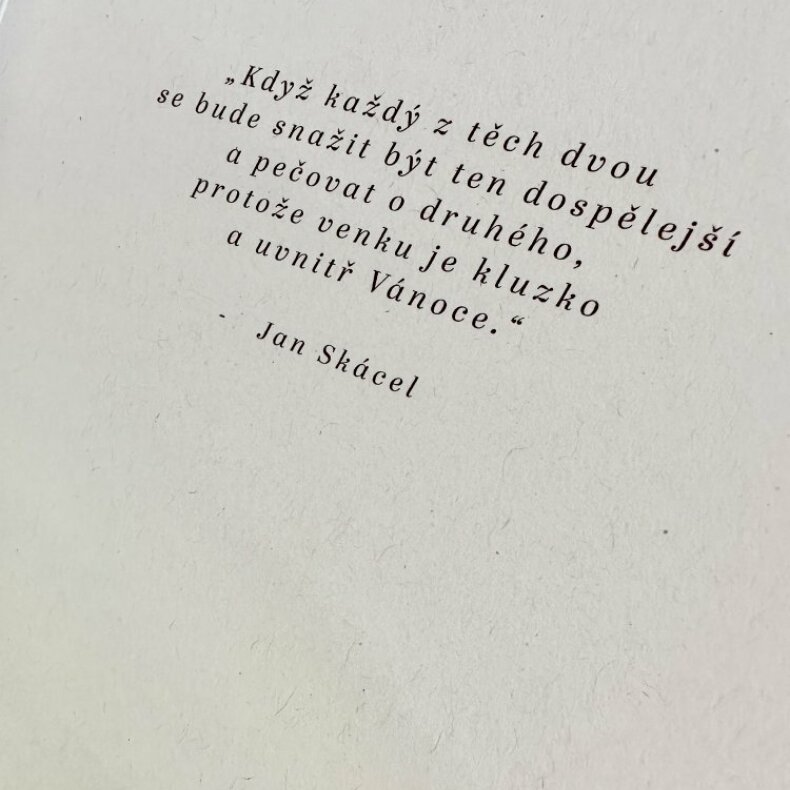 „Když každý z těch dvou
se bude snažit být ten dospělejší
a pečovat o druhého,
protože venku je kluzko
a uvnitř Vánoce.“
Jan Skácel